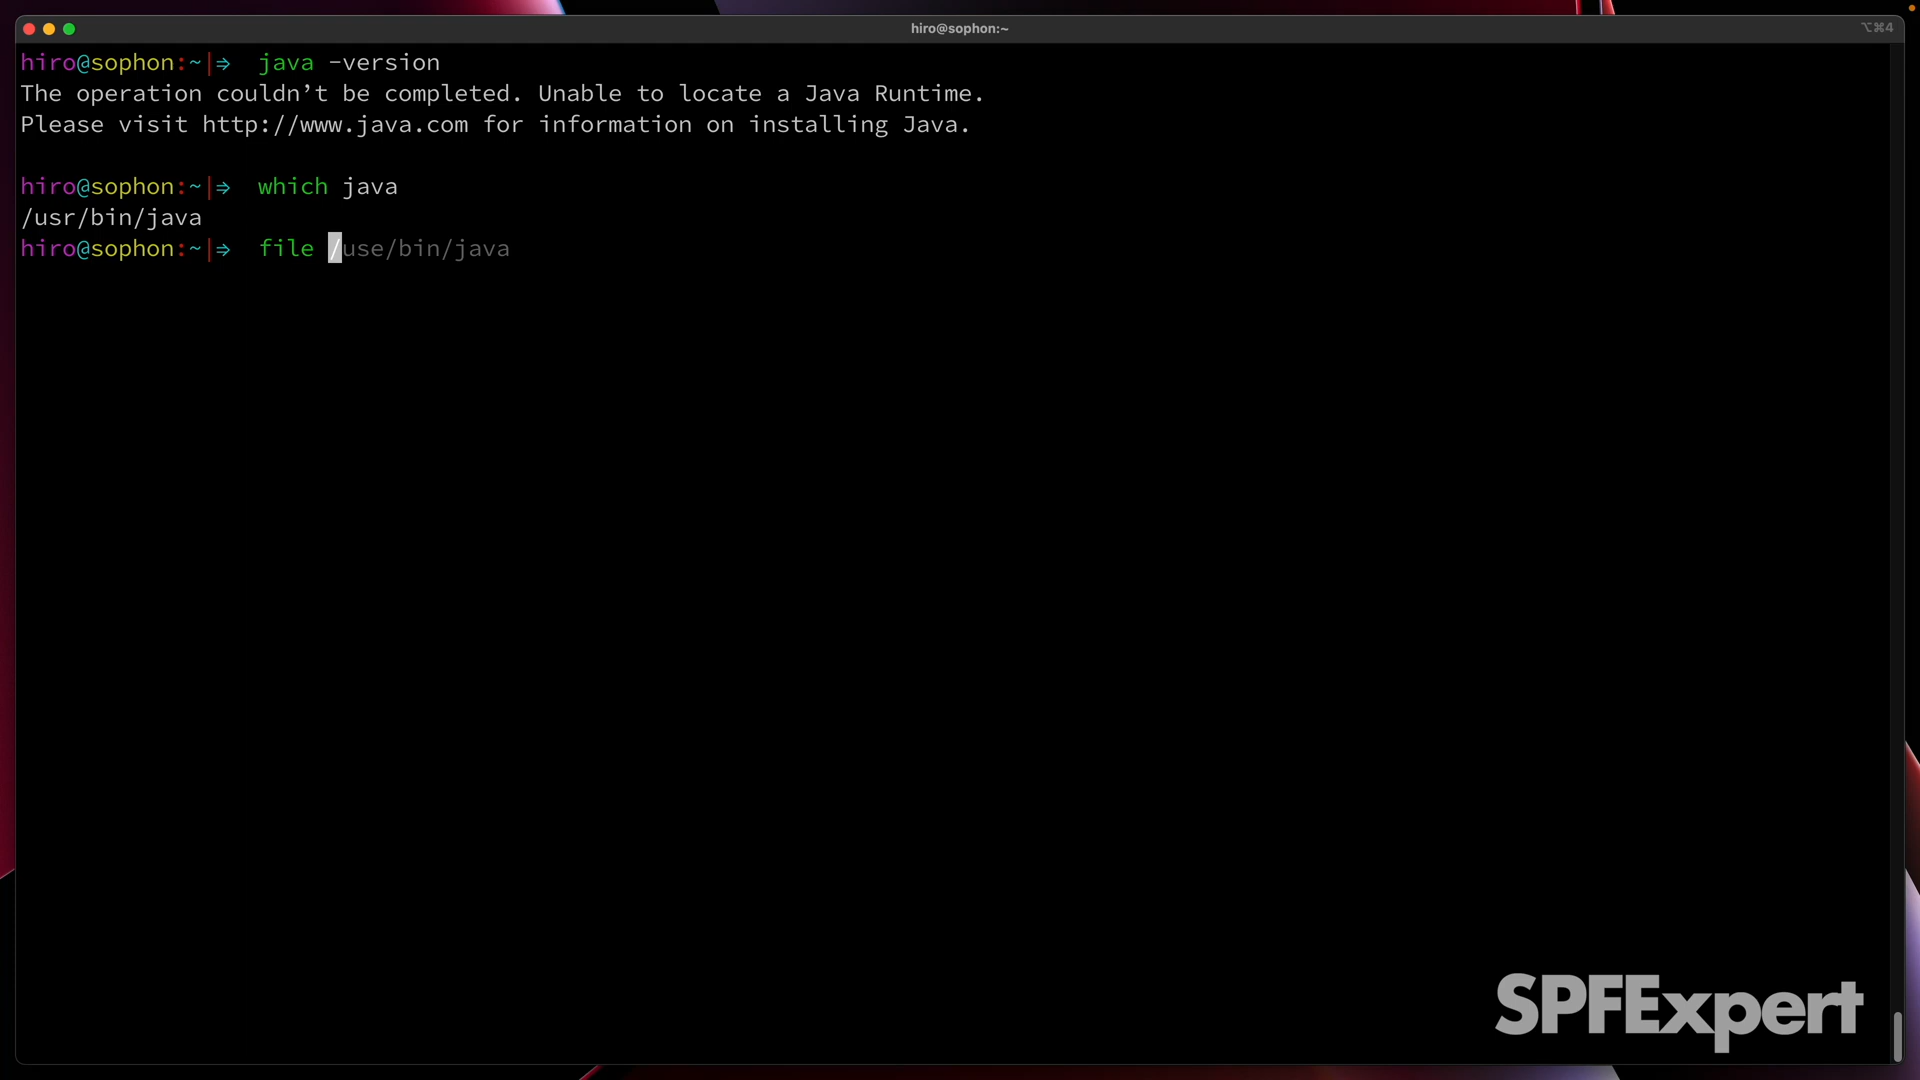 hiro@sophon:~
⌥⌘4
hiro@sophon:~|⇒  java -version
The operation couldn’t be completed. Unable to locate a Java Runtime.
Please visit http://www.java.com for information on installing Java.
hiro@sophon:~|⇒  which java
/usr/bin/java
hiro@sophon:~|⇒  file /use/bin/java
SPFExpert